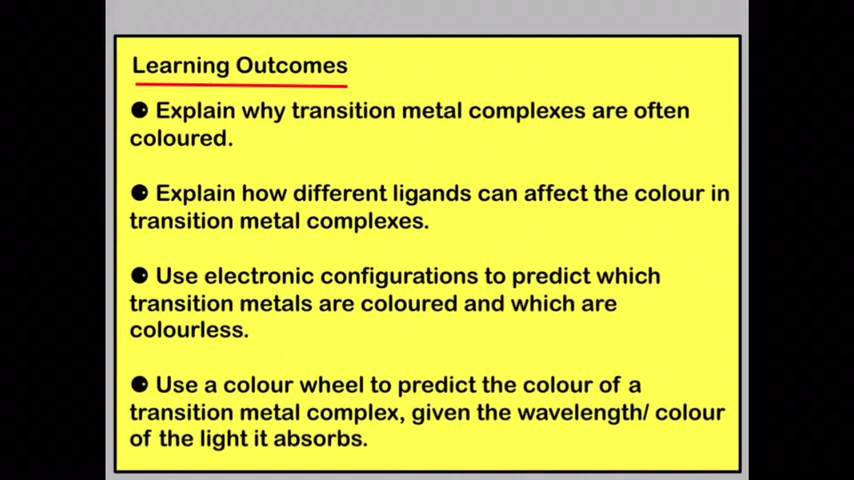 Learning Outcomes
● Explain why transition metal complexes are often
coloured.
● Explain how different ligands can affect the colour in
transition metal complexes.
● Use electronic configurations to predict which
transition metals are coloured and which are
colourless.
● Use a colour wheel to predict the colour of a
transition metal complex, given the wavelength/ colour
of the light it absorbs.